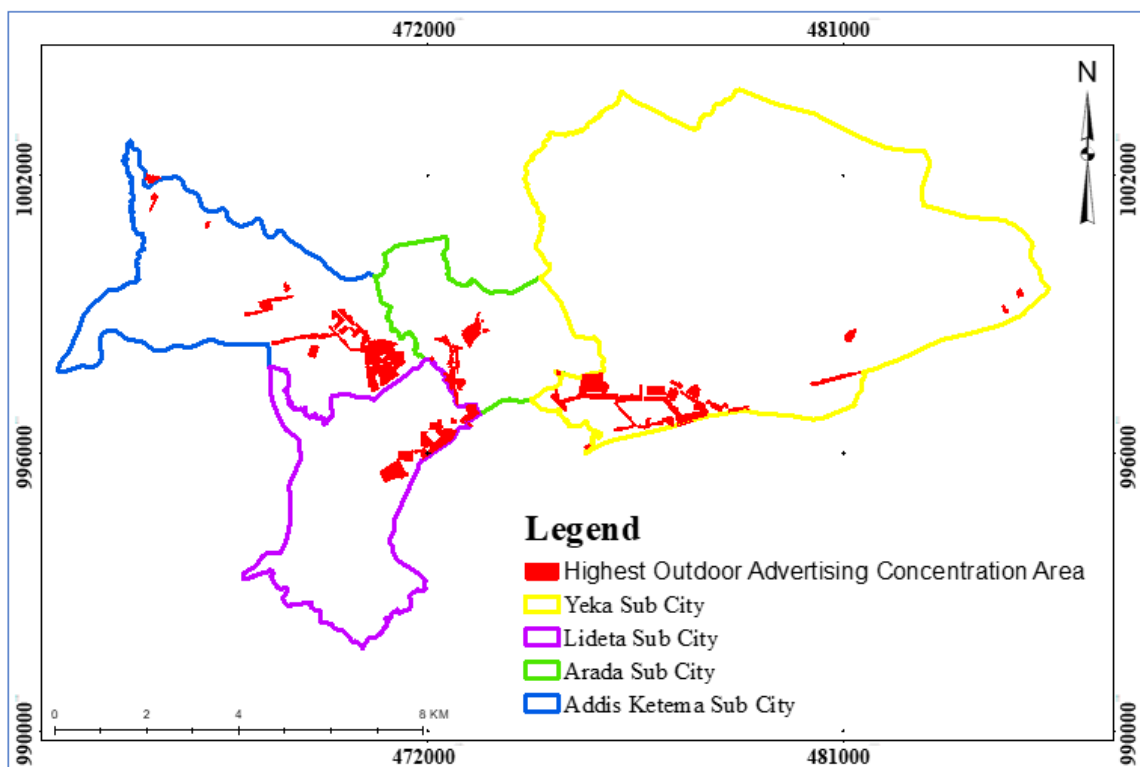 472000 481000
N
1002000 1002000
996000 996000
Legend
Highest Outdoor Advertising Concentration Area
Yeka Sub City
Lideta Sub City
Arada Sub City
Addis Ketema Sub City
0 2 4 8 KM
990000 990000
472000 481000